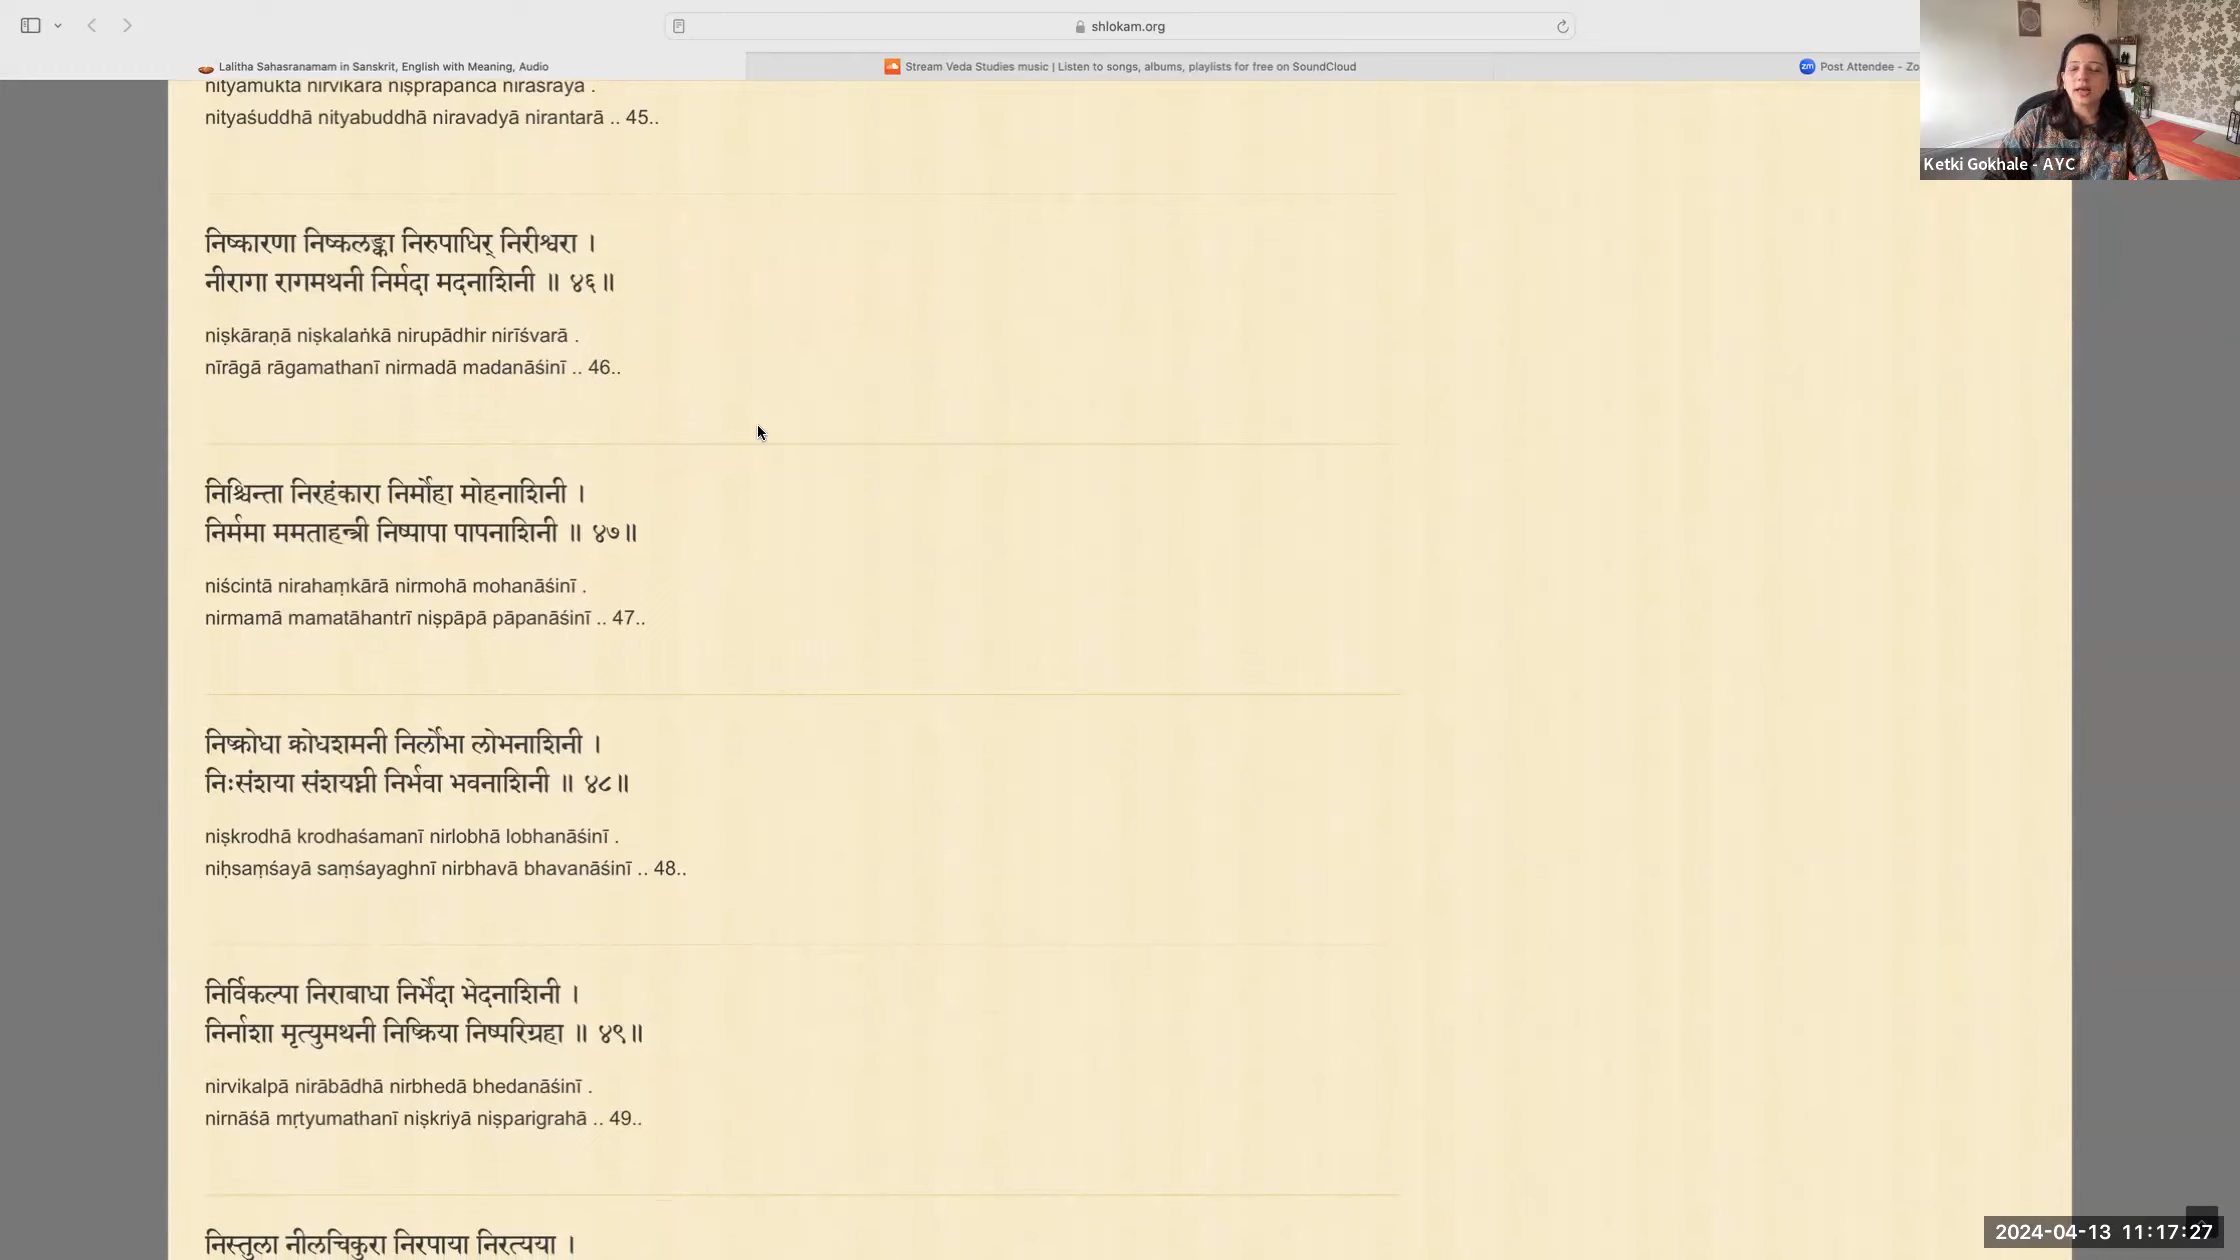 shlokam.org
Lalitha Sahasranamam in Sanskrit, English with Meaning, Audio
Stream Veda Studies music | Listen to songs, albums, playlists for free on SoundCloud
zm Post Attendee - Zo
Ketki Gokhale - AYC
nityamuktā nirvikārā niṣprapañcā nirāśrayā .
nityaśuddhā nityabuddhā niravadyā nirantarā .. 45..
निष्कारणा निष्कलङ्का निरुपाधिर् निरीश्वरा ।
नीरागा रागमथनी निर्मदा मदनाशिनी ॥ ४६॥
niṣkāraṇā niṣkalaṅkā nirupādhir nirīśvarā .
nīrāgā rāgamathanī nirmadā madanāśinī .. 46..
निश्चिन्ता निरहंकारा निर्मोहा मोहनाशिनी ।
निर्ममा ममताहन्त्री निष्पापा पापनाशिनी ॥ ४७॥
niścintā nirahaṃkārā nirmohā mohanāśinī .
nirmamā mamatāhantrī niṣpāpā pāpanāśinī .. 47..
निष्क्रोधा क्रोधशमनी निर्लोभा लोभनाशिनी ।
निःसंशया संशयघ्नी निर्भवा भवनाशिनी ॥ ४८॥
niṣkrodhā krodhaśamanī nirlobhā lobhanāśinī .
niḥsaṃśayā saṃśayaghnī nirbhavā bhavanāśinī .. 48..
निर्विकल्पा निराबाधा निर्भेदा भेदनाशिनी ।
निर्नाशा मृत्युमथनी निष्क्रिया निष्परिग्रहा ॥ ४९॥
nirvikalpā nirābādhā nirbhedā bhedanāśinī .
nirnāśā mṛtyumathanī niṣkriyā niṣparigrahā .. 49..
निस्तुला नीलचिकुरा निरपाया निरत्यया ।
2024-04-13 11:17:27